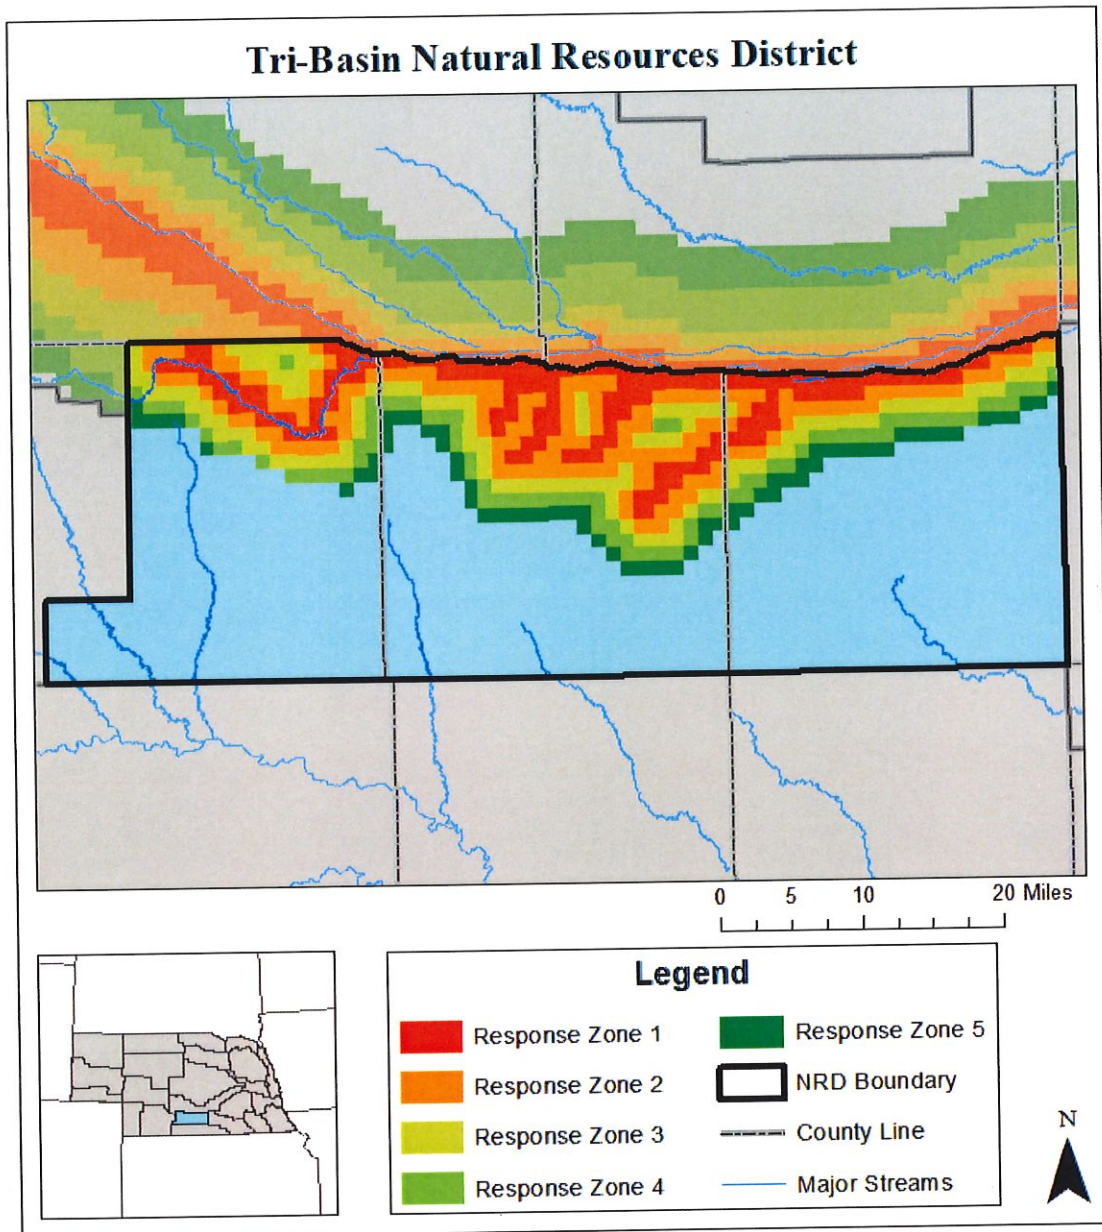 Tri-Basin Natural Resources District
0 5 10 20 Miles
Legend
Response Zone 1
Response Zone 2
Response Zone 3
Response Zone 4
Response Zone 5
NRD Boundary
County Line
Major Streams
N